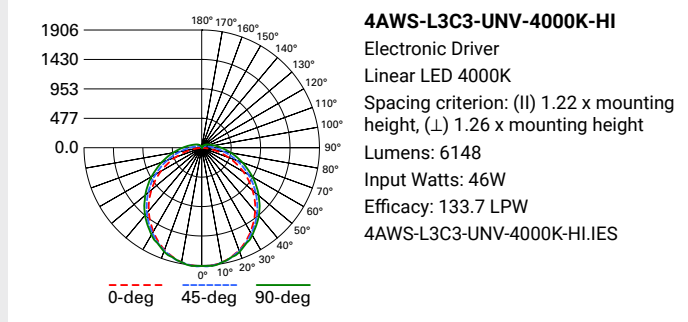 1906
1430
953
477
0.0
180°
170°
160°
150°
140°
130°
120°
110°
100°
90°
80°
70°
60°
50°
40°
30°
20°
10°
0°
0-deg 45-deg 90-deg
4AWS-L3C3-UNV-4000K-HI
Electronic Driver
Linear LED 4000K
Spacing criterion: (II) 1.22 x mounting
height, (⊥) 1.26 x mounting height
Lumens: 6148
Input Watts: 46W
Efficacy: 133.7 LPW
4AWS-L3C3-UNV-4000K-HI.IES